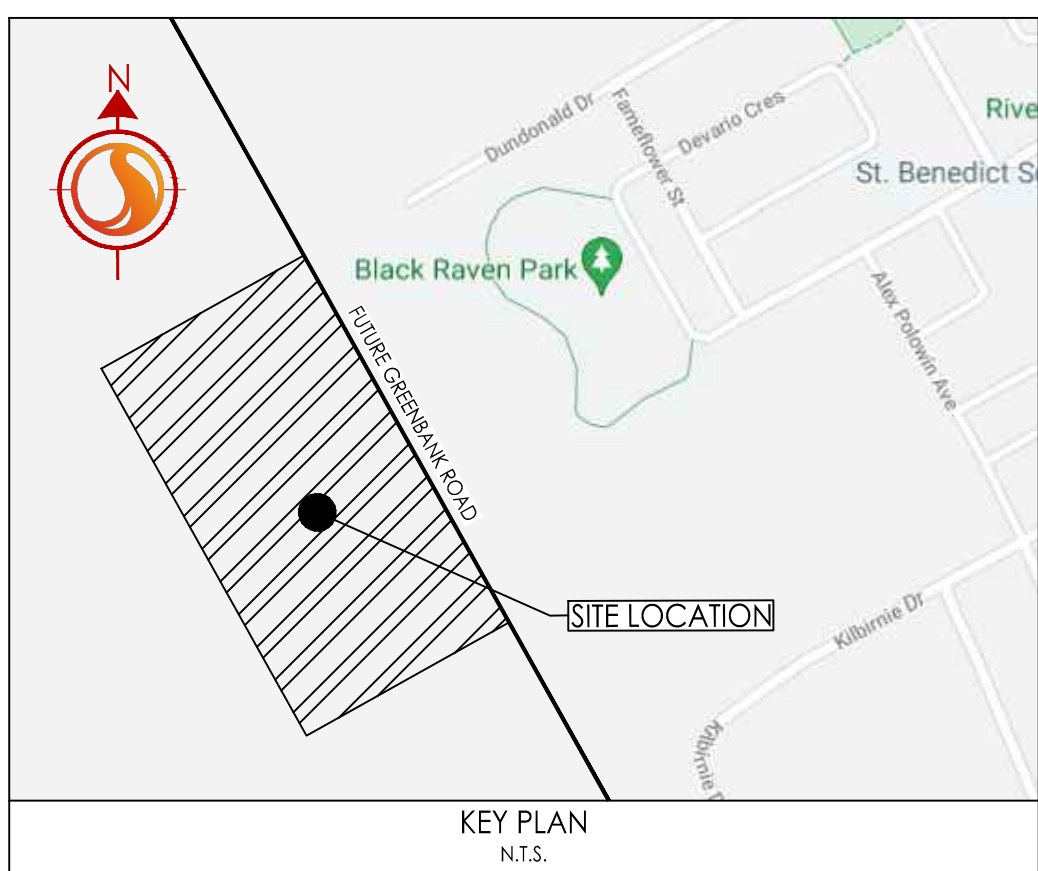 N
Dundonald Dr
Fameflower St
Devario Cres
Rive
St. Benedict S
Black Raven Park
Alex Polowin Ave
FUTURE GREENBANK ROAD
SITE LOCATION
Kilbirnie Dr
Kilbirnie D
KEY PLAN
N.T.S.